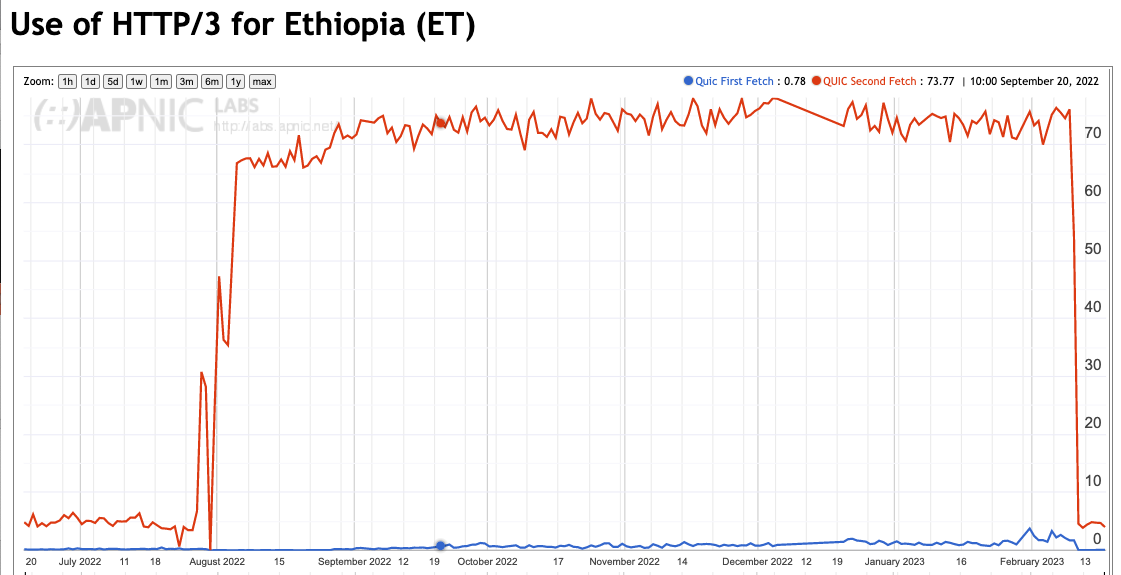 Use of HTTP/3 for Ethiopia (ET)
Zoom: 1h 1d 5d 1w 1m 3m 6m 1y max
Quic First Fetch : 0.78 QUIC Second Fetch : 73.77 | 10:00 September 20, 2022
(::)APNIC LABS
http://labs.apnic.net
70
60
50
40
30
20
10
0
20 July 2022 11 18 August 2022 15 September 2022 12 19 October 2022 17 November 2022 14 December 2022 12 19 January 2023 16 February 2023 13